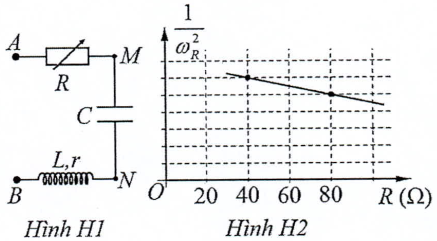 A
M
R
C
L,r
B
N
Hình H1
1/ω_R^2
O
20 40 60 80 R (Ω)
Hình H2